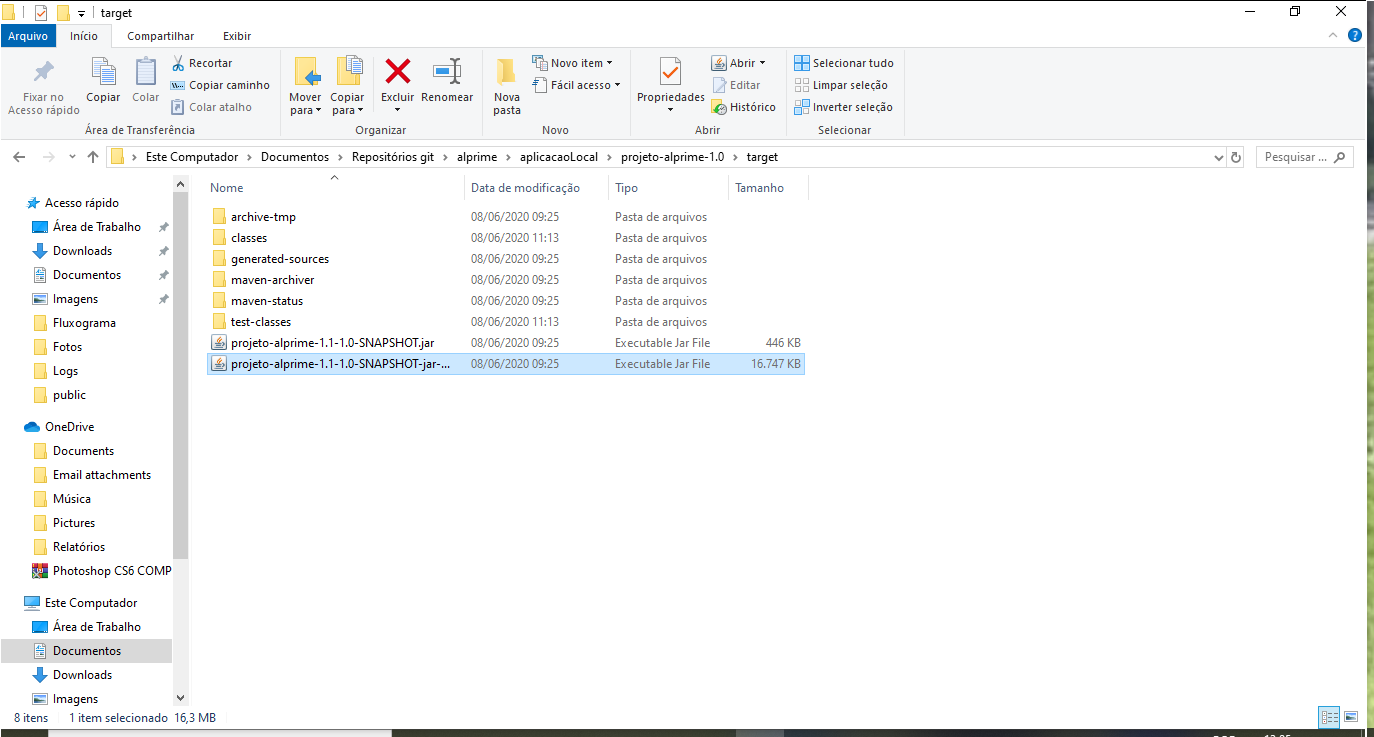 target
Arquivo Início Compartilhar Exibir
Fixar no Acesso rápido
Copiar
Colar
Recortar
Copiar caminho
Colar atalho
Área de Transferência
Mover para
Copiar para
Excluir
Renomear
Organizar
Nova pasta
Novo item
Fácil acesso
Novo
Propriedades
Abrir
Editar
Histórico
Abrir
Selecionar tudo
Limpar seleção
Inverter seleção
Selecionar
Este Computador > Documentos > Repositórios git > alprime > aplicacaoLocal > projeto-alprime-1.0 > target
Pesquisar ...
Acesso rápido
Área de Trabalho
Downloads
Documentos
Imagens
Fluxograma
Fotos
Logs
public
OneDrive
Documents
Email attachments
Música
Pictures
Relatórios
Photoshop CS6 COMP
Este Computador
Área de Trabalho
Documentos
Downloads
Imagens
Nome Data de modificação Tipo Tamanho
archive-tmp 08/06/2020 09:25 Pasta de arquivos
classes 08/06/2020 11:13 Pasta de arquivos
generated-sources 08/06/2020 09:25 Pasta de arquivos
maven-archiver 08/06/2020 09:25 Pasta de arquivos
maven-status 08/06/2020 09:25 Pasta de arquivos
test-classes 08/06/2020 11:13 Pasta de arquivos
projeto-alprime-1.1-1.0-SNAPSHOT.jar 08/06/2020 09:25 Executable Jar File 446 KB
projeto-alprime-1.1-1.0-SNAPSHOT-jar-... 08/06/2020 09:25 Executable Jar File 16.747 KB
8 itens 1 item selecionado 16,3 MB